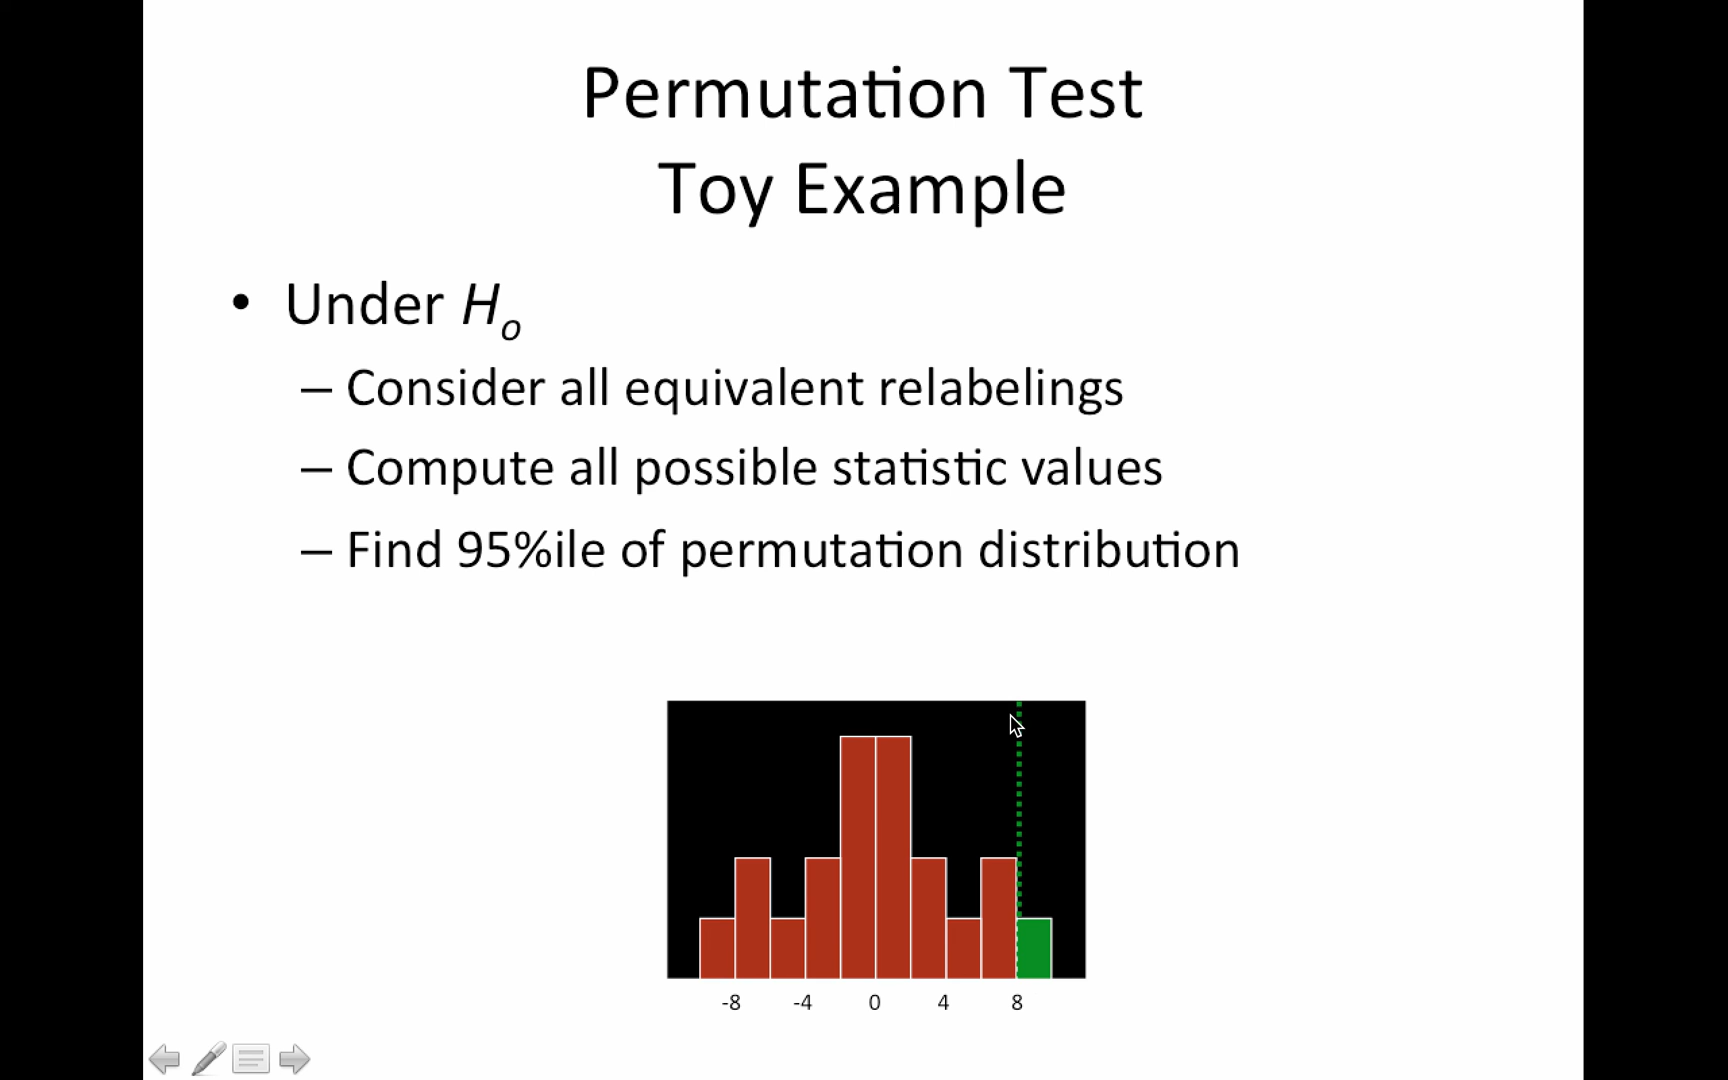 Permutation Test
Toy Example
• Under Ho
– Consider all equivalent relabelings
– Compute all possible statistic values
– Find 95%ile of permutation distribution
-8 -4 0 4 8